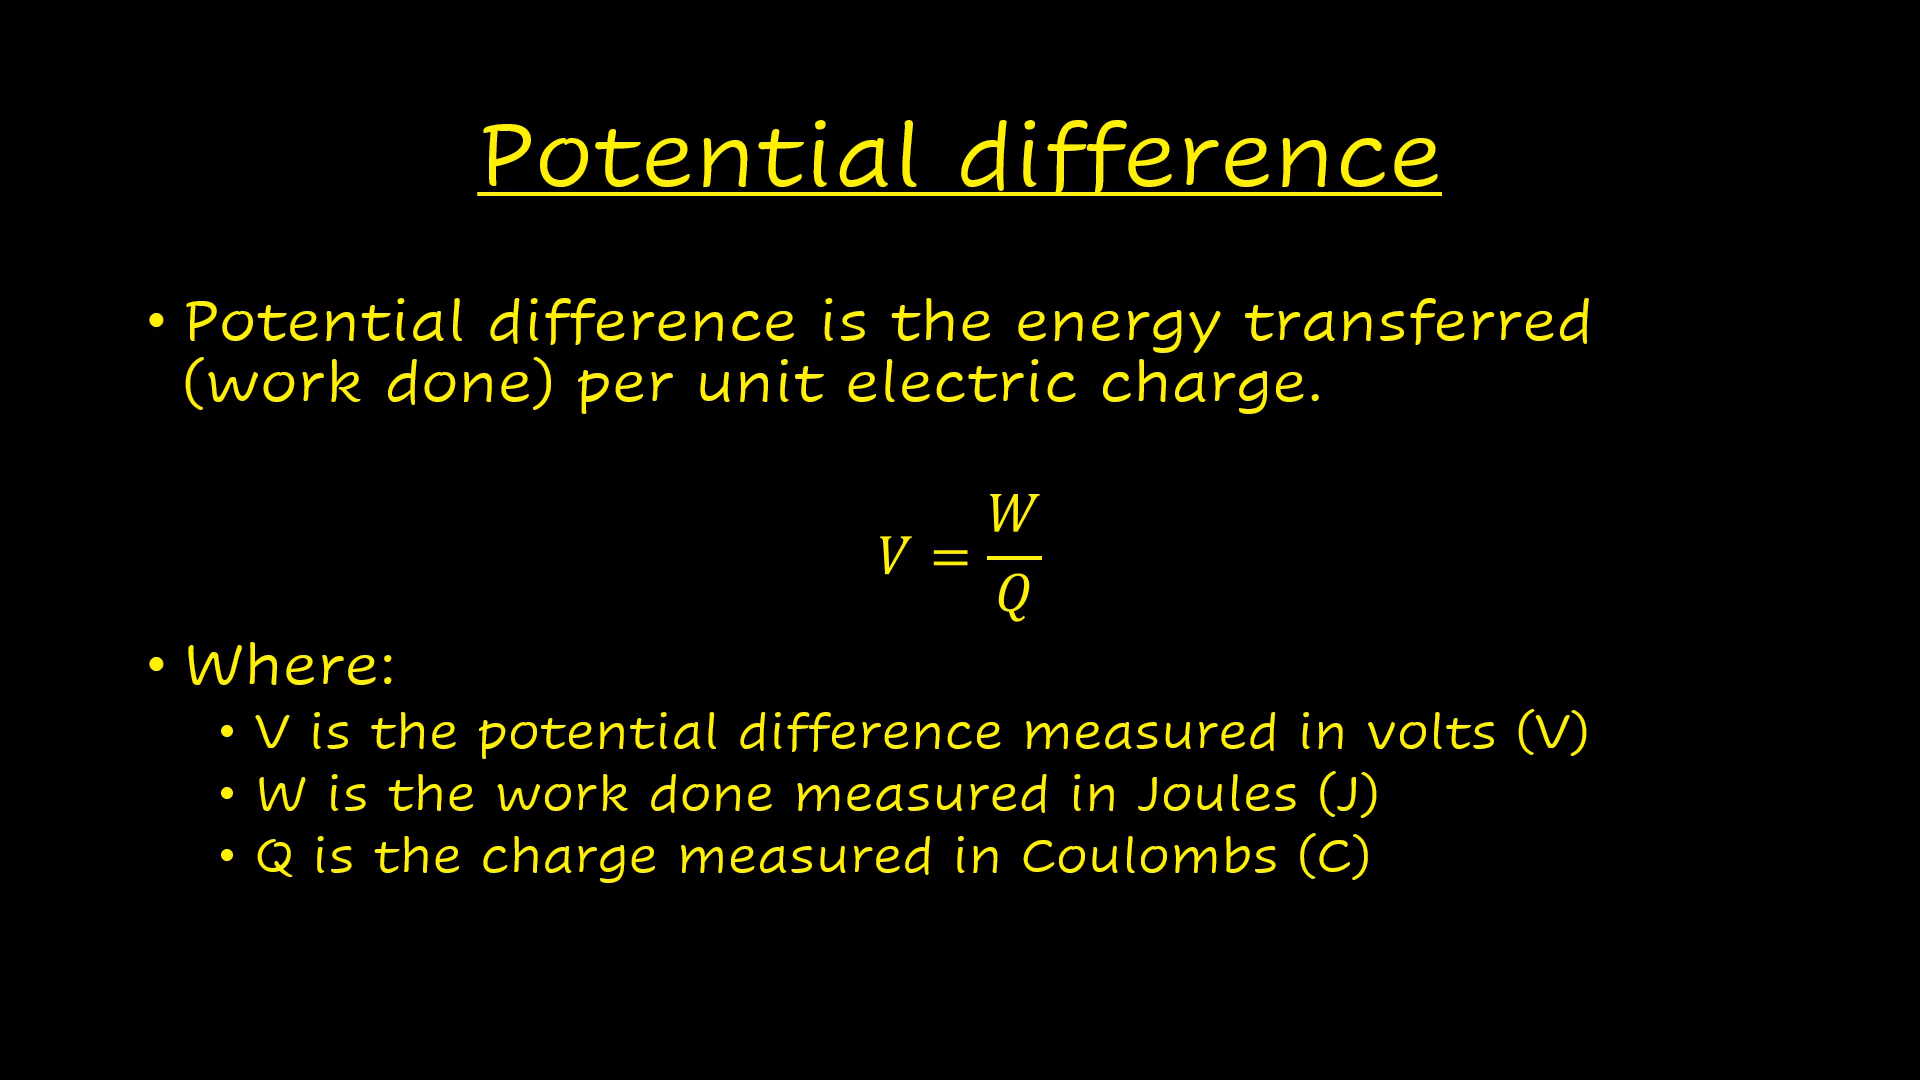 Potential difference
• Potential difference is the energy transferred
(work done) per unit electric charge.
V = W/Q
• Where:
• V is the potential difference measured in volts (V)
• W is the work done measured in Joules (J)
• Q is the charge measured in Coulombs (C)